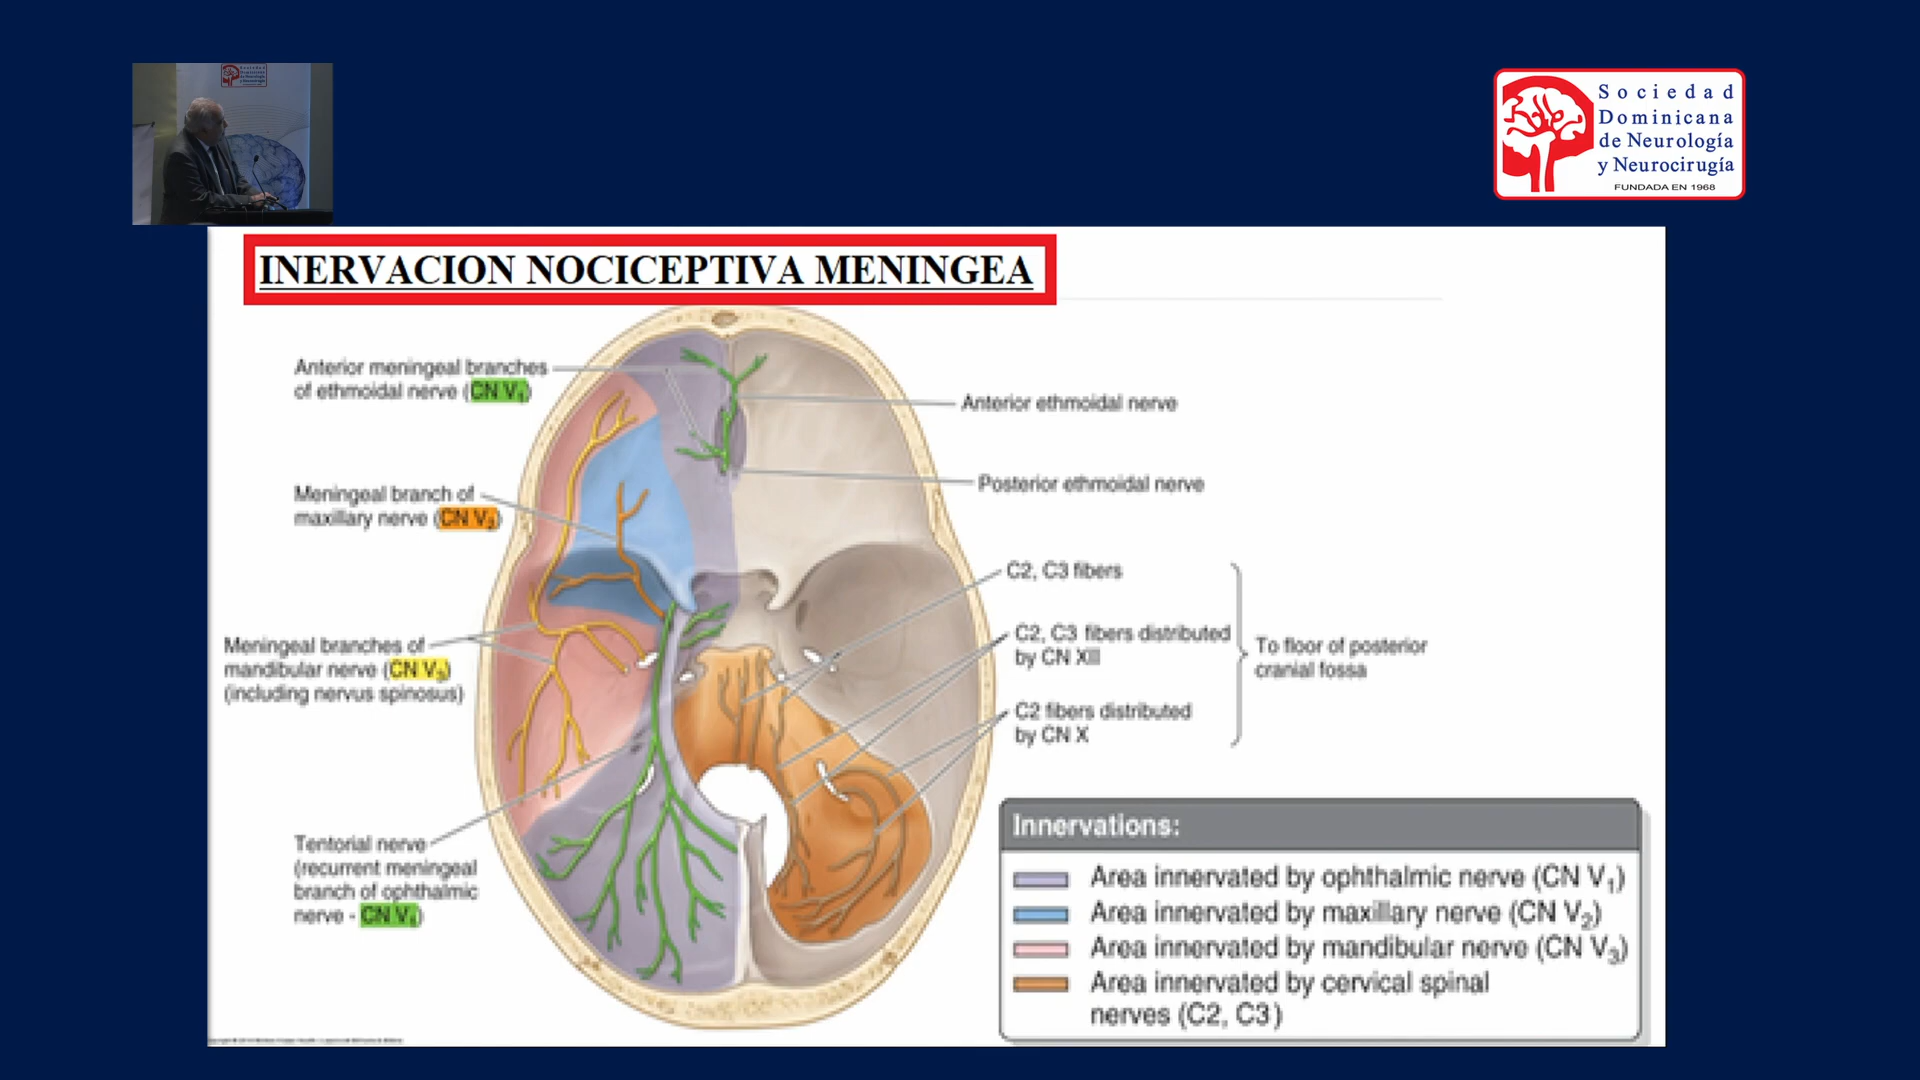 Sociedad
Dominicana
de Neurología
y Neurocirugía
FUNDADA EN 1968
INERVACION NOCICEPTIVA MENINGEA
Anterior meningeal branches
of ethmoidal nerve (CN V₁)
Anterior ethmoidal nerve
Meningeal branch of
maxillary nerve (CN V₂)
Posterior ethmoidal nerve
C2, C3 fibers
C2, C3 fibers distributed
by CN XII
To floor of posterior
cranial fossa
Meningeal branches of
mandibular nerve (CN V₃)
(including nervus spinosus)
C2 fibers distributed
by CN X
Tentorial nerve
(recurrent meningeal
branch of ophthalmic
nerve - CN V₁)
Innervations:
Area innervated by ophthalmic nerve (CN V₁)
Area innervated by maxillary nerve (CN V₂)
Area innervated by mandibular nerve (CN V₃)
Area innervated by cervical spinal
nerves (C2, C3)